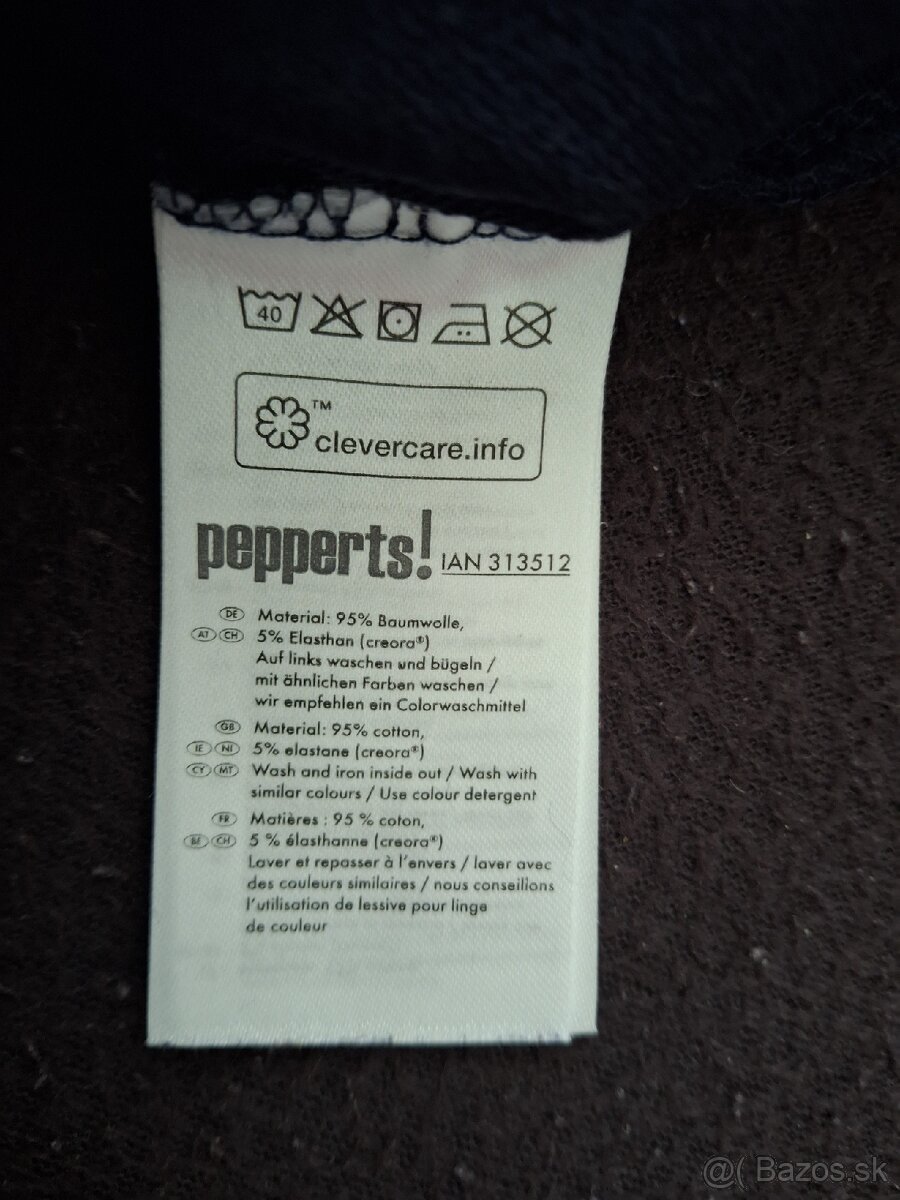 40
™
clevercare.info
pepperts! IAN 313512
DE Material: 95% Baumwolle,
AT CH 5% Elasthan (creora®)
Auf links waschen und bügeln /
mit ähnlichen Farben waschen /
wir empfehlen ein Colorwaschmittel
GB Material: 95% cotton,
IE NI 5% elastane (creora®)
CY MT Wash and iron inside out / Wash with
similar colours / Use colour detergent
FR Matières : 95 % coton,
BE CH 5 % élasthanne (creora®)
Laver et repasser à l'envers / laver avec
des couleurs similaires / nous conseillons
l'utilisation de lessive pour linge
de couleur
@( Bazos.sk